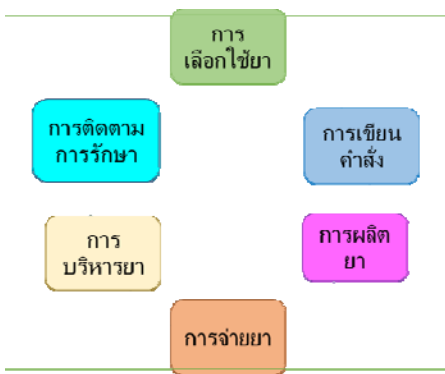 การ
เลือกใช้ยา
การติดตาม
การรักษา
การเขียน
คำสั่ง
การ
บริหารยา
การผลิต
ยา
การจ่ายยา